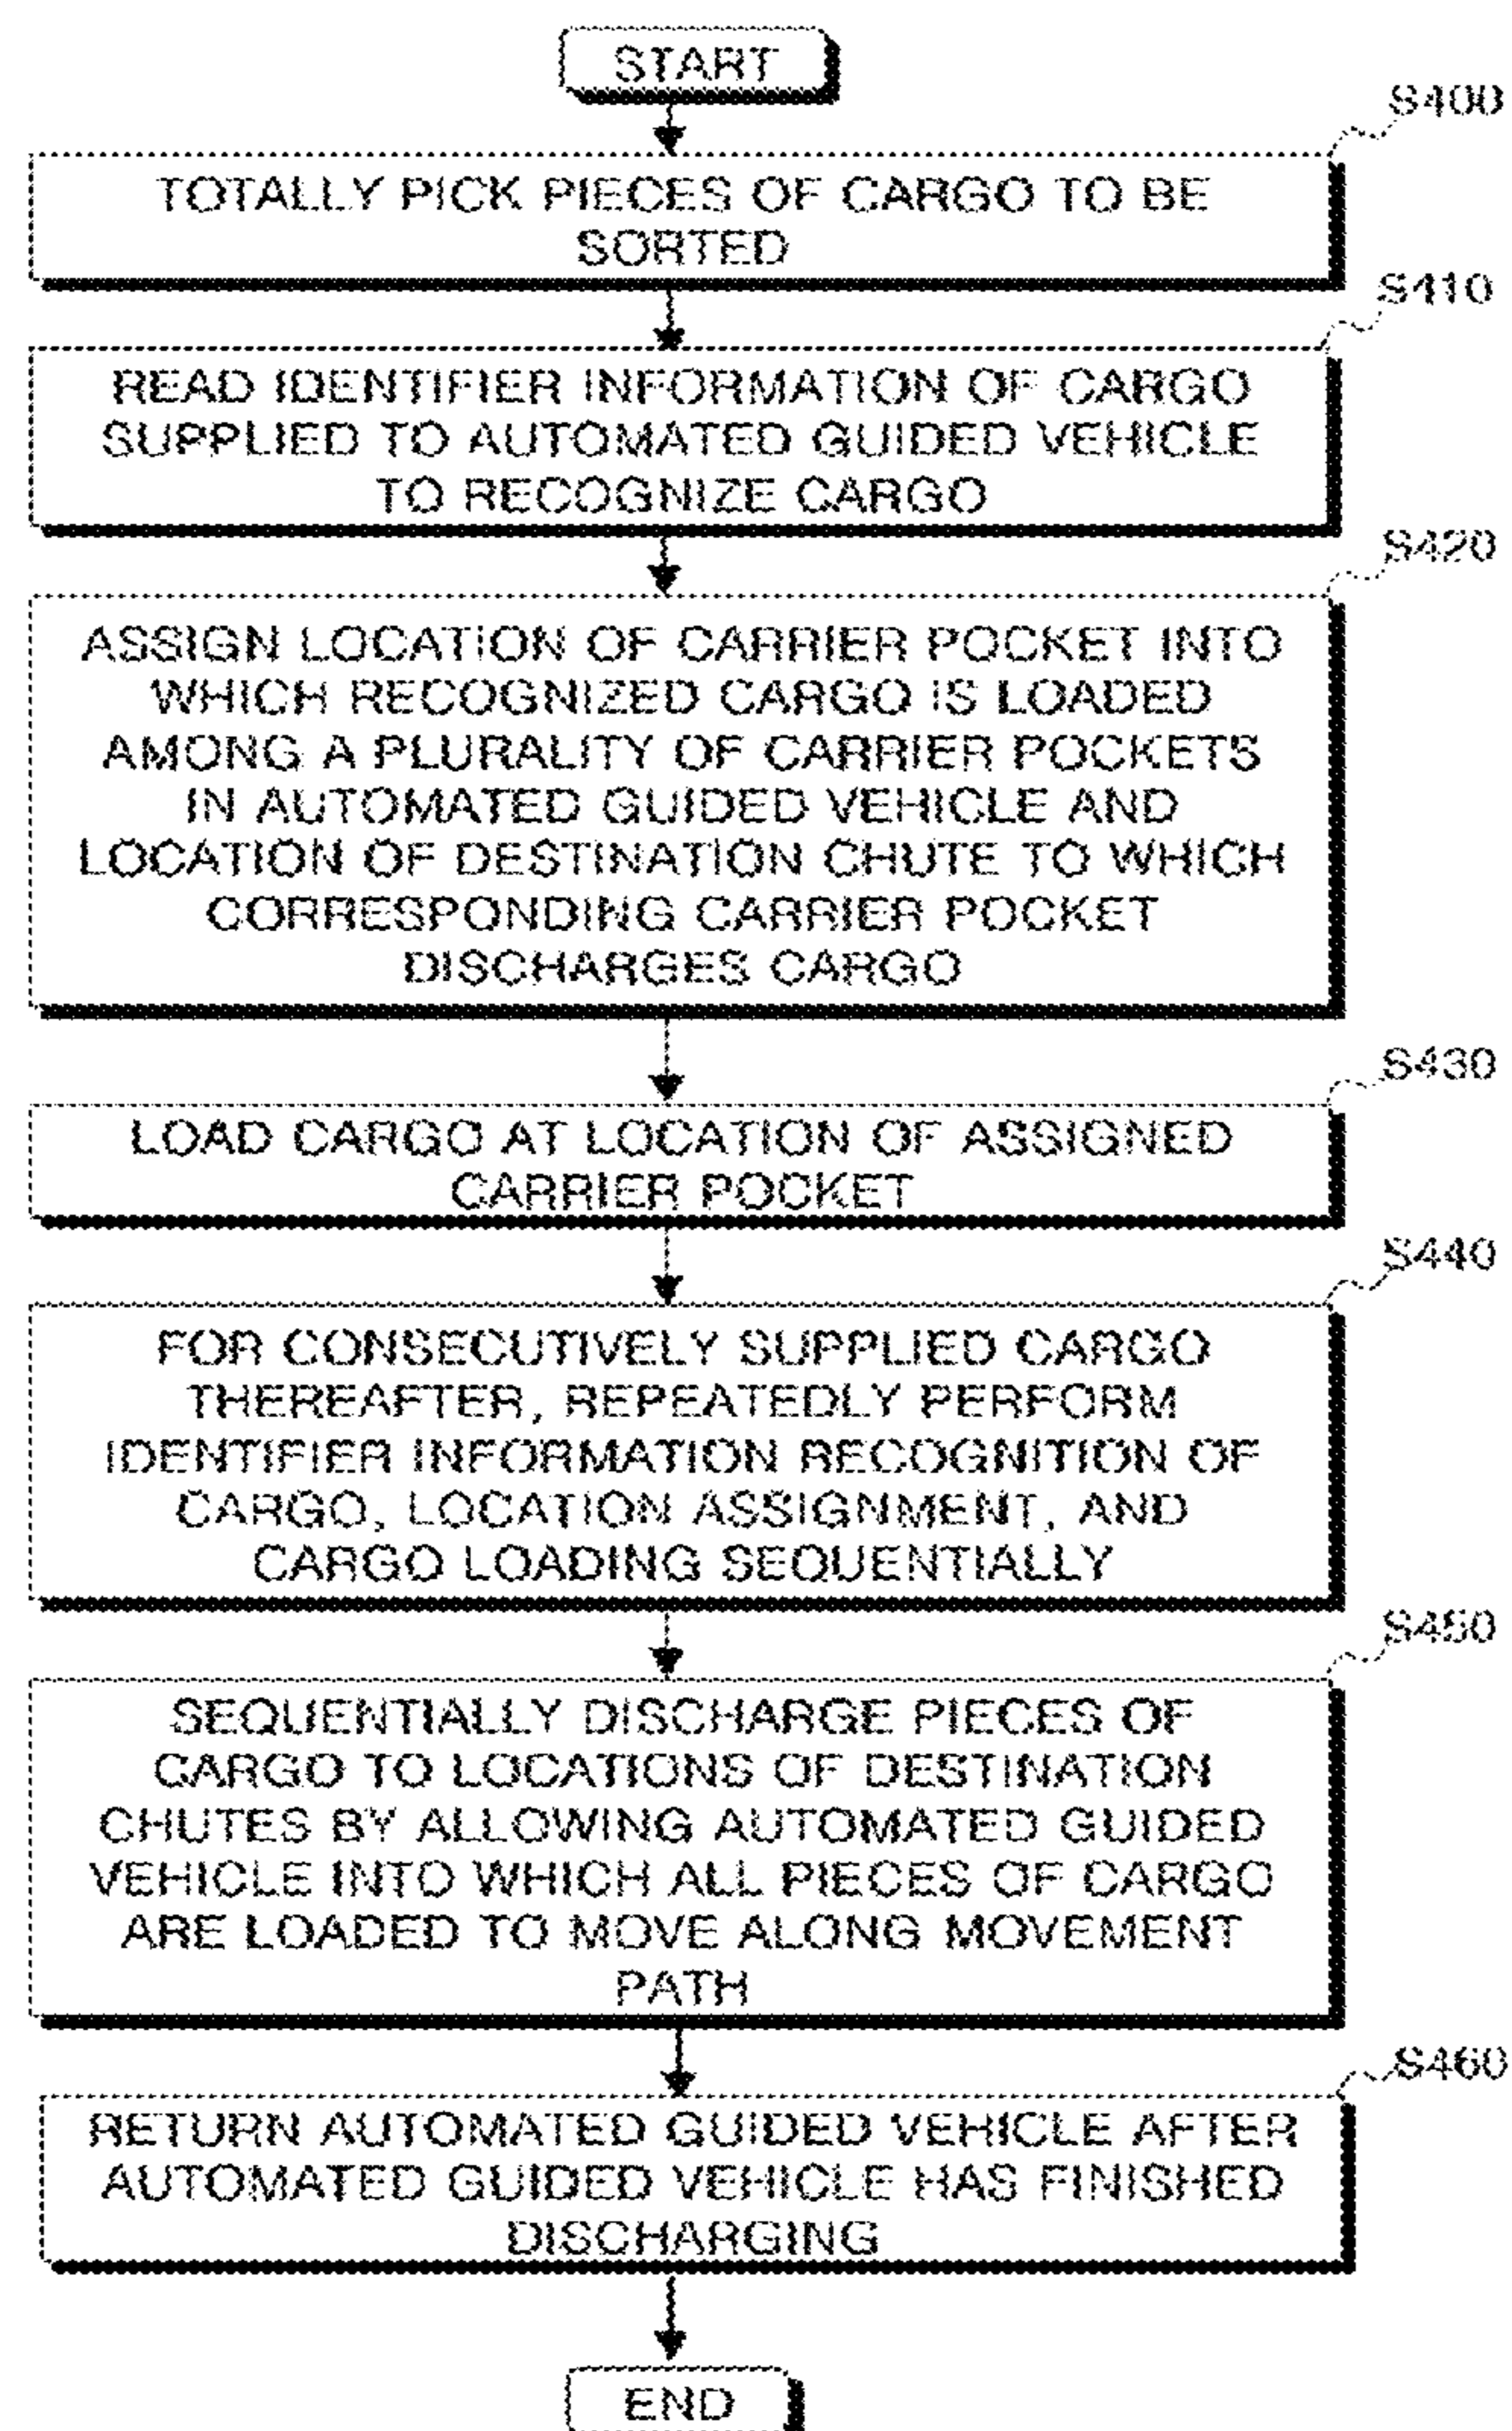 START
S400
TOTALLY PICK PIECES OF CARGO TO BE
SORTED
S410
READ IDENTIFIER INFORMATION OF CARGO
SUPPLIED TO AUTOMATED GUIDED VEHICLE
TO RECOGNIZE CARGO
S420
ASSIGN LOCATION OF CARRIER POCKET INTO
WHICH RECOGNIZED CARGO IS LOADED
AMONG A PLURALITY OF CARRIER POCKETS
IN AUTOMATED GUIDED VEHICLE AND
LOCATION OF DESTINATION CHUTE TO WHICH
CORRESPONDING CARRIER POCKET
DISCHARGES CARGO
S430
LOAD CARGO AT LOCATION OF ASSIGNED
CARRIER POCKET
S440
FOR CONSECUTIVELY SUPPLIED CARGO
THEREAFTER, REPEATEDLY PERFORM
IDENTIFIER INFORMATION RECOGNITION OF
CARGO, LOCATION ASSIGNMENT, AND
CARGO LOADING SEQUENTIALLY
S450
SEQUENTIALLY DISCHARGE PIECES OF
CARGO TO LOCATIONS OF DESTINATION
CHUTES BY ALLOWING AUTOMATED GUIDED
VEHICLE INTO WHICH ALL PIECES OF CARGO
ARE LOADED TO MOVE ALONG MOVEMENT
PATH
S460
RETURN AUTOMATED GUIDED VEHICLE AFTER
AUTOMATED GUIDED VEHICLE HAS FINISHED
DISCHARGING
END